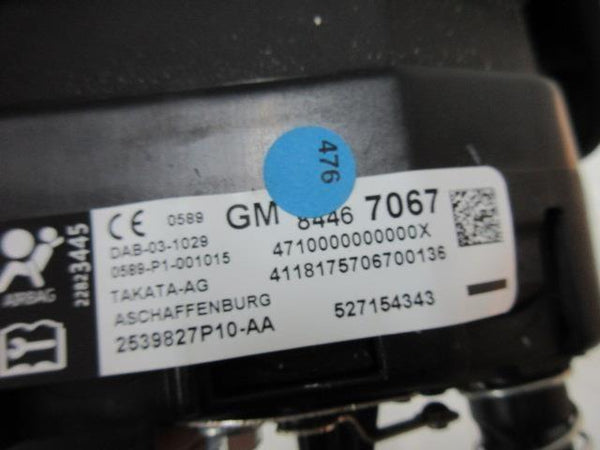 476
CE 0589 GM 8446 7067
DAB-03-1029 4710000000000X
0589-P1-001015 4118175706700136
TAKATA-AG
ASCHAFFENBURG 527154343
2539827P10-AA
AIRBAG
22823445